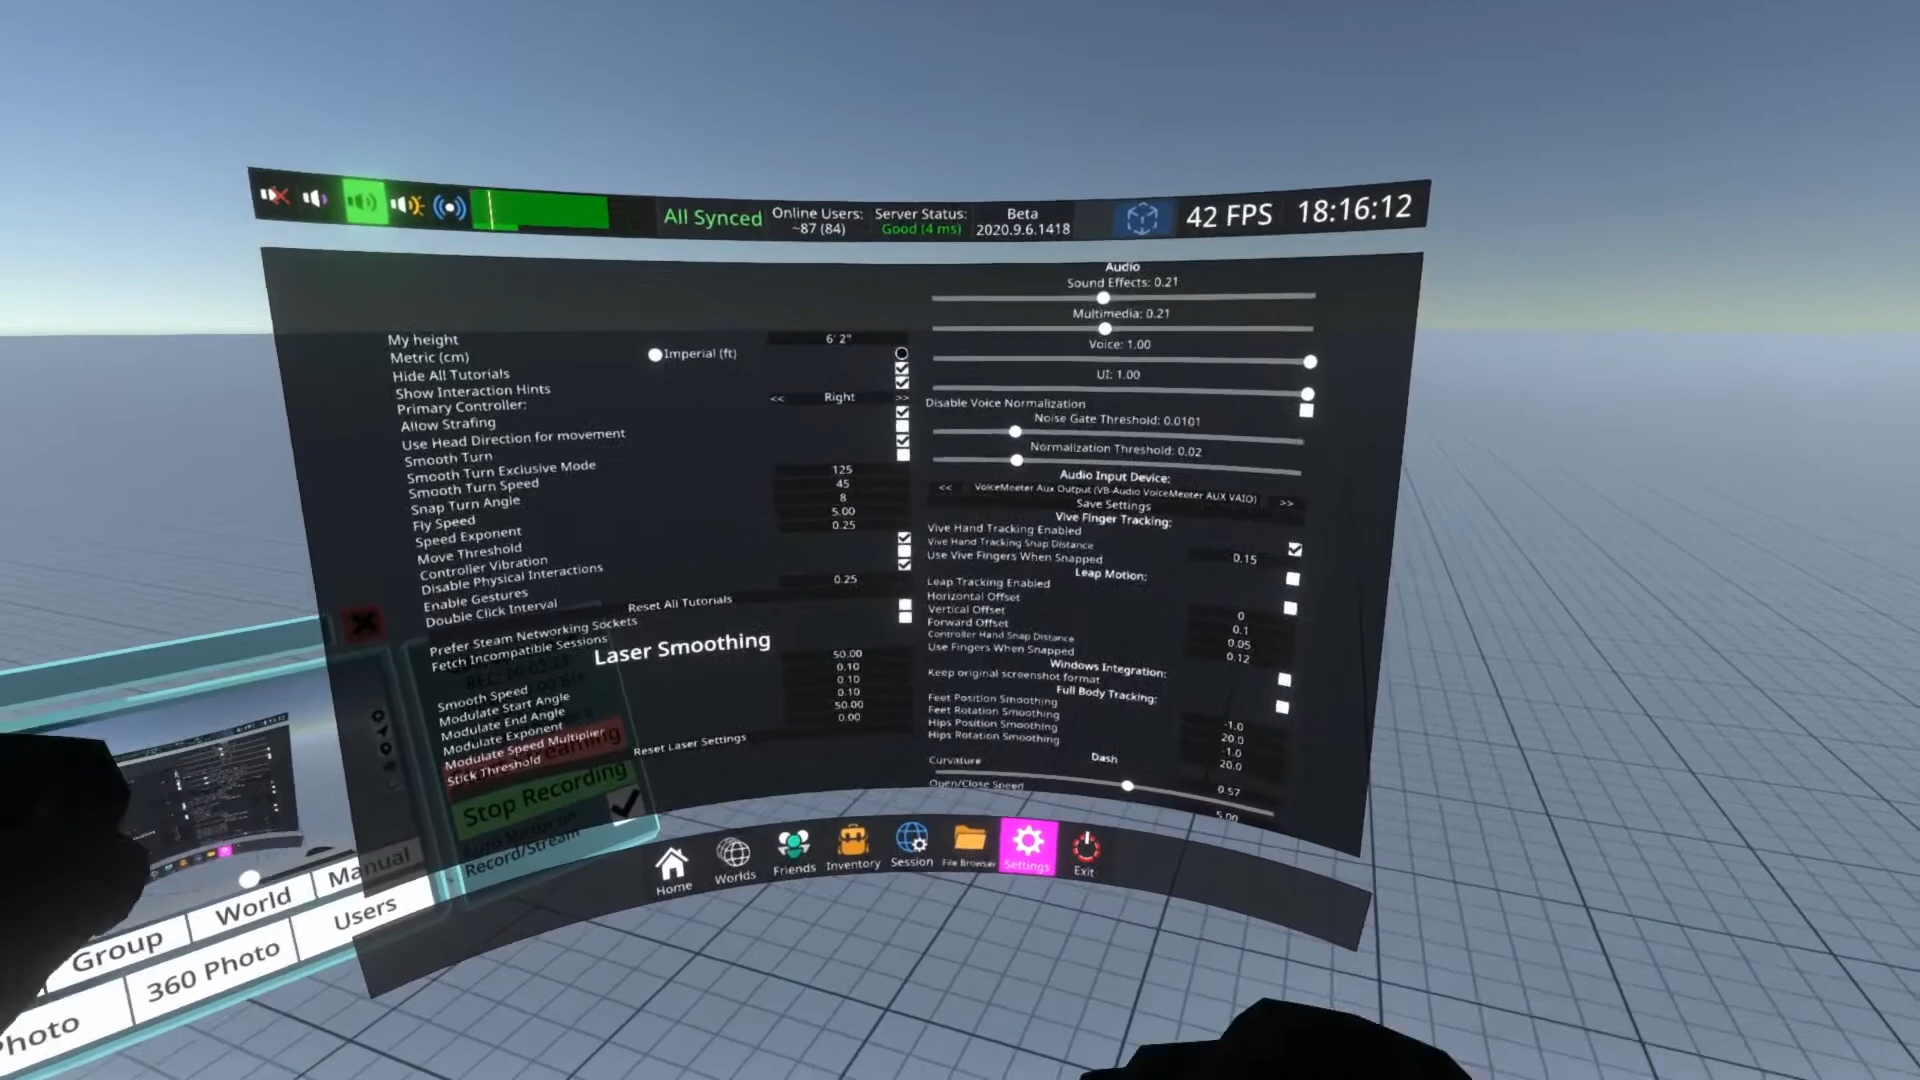 All Synced
Online Users:
~87 (84)
Server Status:
Good (4 ms)
Beta
2020.9.6.1418
42 FPS
18:16:12
My height
6' 2"
Metric (cm)
Imperial (ft)
Hide All Tutorials
Show Interaction Hints
Primary Controller:
<< Right >>
Allow Strafing
Use Head Direction for movement
Smooth Turn
Smooth Turn Exclusive Mode
Smooth Turn Speed
125
Snap Turn Angle
45
Fly Speed
8
Speed Exponent
5.00
Move Threshold
0.25
Controller Vibration
Disable Physical Interactions
Enable Gestures
Double Click Interval
0.25
Reset All Tutorials
Prefer Steam Networking Sockets
Fetch Incompatible Sessions
Laser Smoothing
Smooth Speed
50.00
Modulate Start Angle
0.10
Modulate End Angle
0.10
Modulate Exponent
0.10
Modulate Speed Multiplier
50.00
Stick Threshold
0.00
Reset Laser Settings
Audio
Sound Effects: 0.21
Multimedia: 0.21
Voice: 1.00
UI: 1.00
Disable Voice Normalization
Noise Gate Threshold: 0.0101
Normalization Threshold: 0.02
Audio Input Device:
<< VoiceMeeter Aux Output (VB-Audio VoiceMeeter AUX VAIO) >>
Save Settings
Vive Finger Tracking:
Vive Hand Tracking Enabled
Vive Hand Tracking Snap Distance
0.15
Use Vive Fingers When Snapped
Leap Motion:
Leap Tracking Enabled
Horizontal Offset
0
Vertical Offset
0.1
Forward Offset
0.05
Controller Hand Snap Distance
0.12
Use Fingers When Snapped
Windows Integration:
Keep original screenshot format
Full Body Tracking:
Feet Position Smoothing
-1.0
Feet Rotation Smoothing
20.0
Hips Position Smoothing
-1.0
Hips Rotation Smoothing
20.0
Dash
Curvature
0.57
Open/Close Speed
5.00
Stop Recording
Record/Stream
Home
Worlds
Friends
Inventory
Session
File Browser
Settings
Exit
Manual
World
Users
Group
360 Photo
Photo